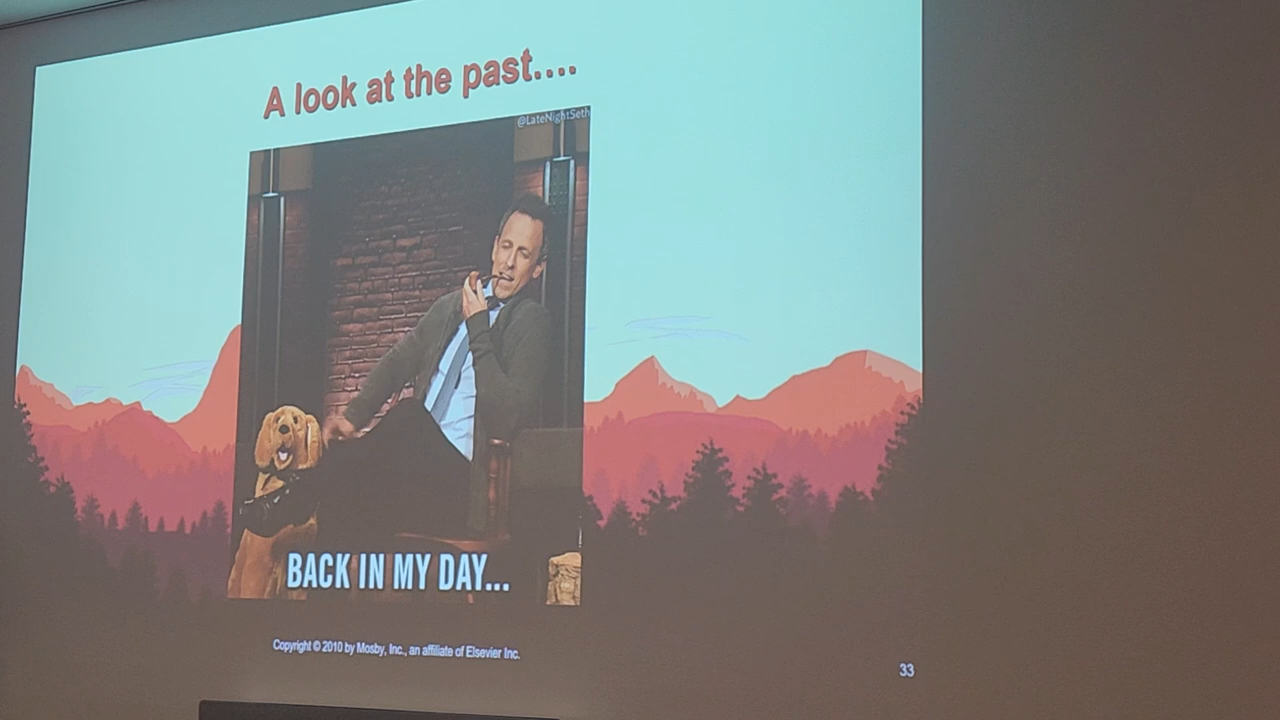 A look at the past....
@LateNightSeth
BACK IN MY DAY...
Copyright © 2010 by Mosby, Inc., an affiliate of Elsevier Inc.
33